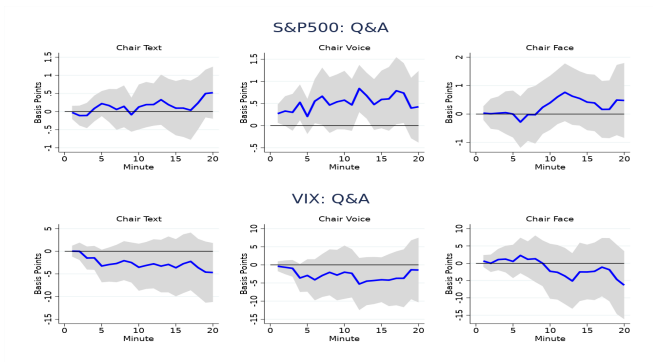 S&P500: Q&A
Chair Text
Chair Voice
Chair Face
Basis Points
1.5
1
.5
0
-.5
-1
0 5 10 15 20
Minute
Basis Points
1.5
1
.5
0
-.5
0 5 10 15 20
Minute
Basis Points
2
1
0
-1
0 5 10 15 20
Minute
VIX: Q&A
Chair Text
Chair Voice
Chair Face
Basis Points
5
0
-5
-10
-15
0 5 10 15 20
Minute
Basis Points
10
5
0
-5
-10
-15
0 5 10 15 20
Minute
Basis Points
10
5
0
-5
-10
-15
0 5 10 15 20
Minute